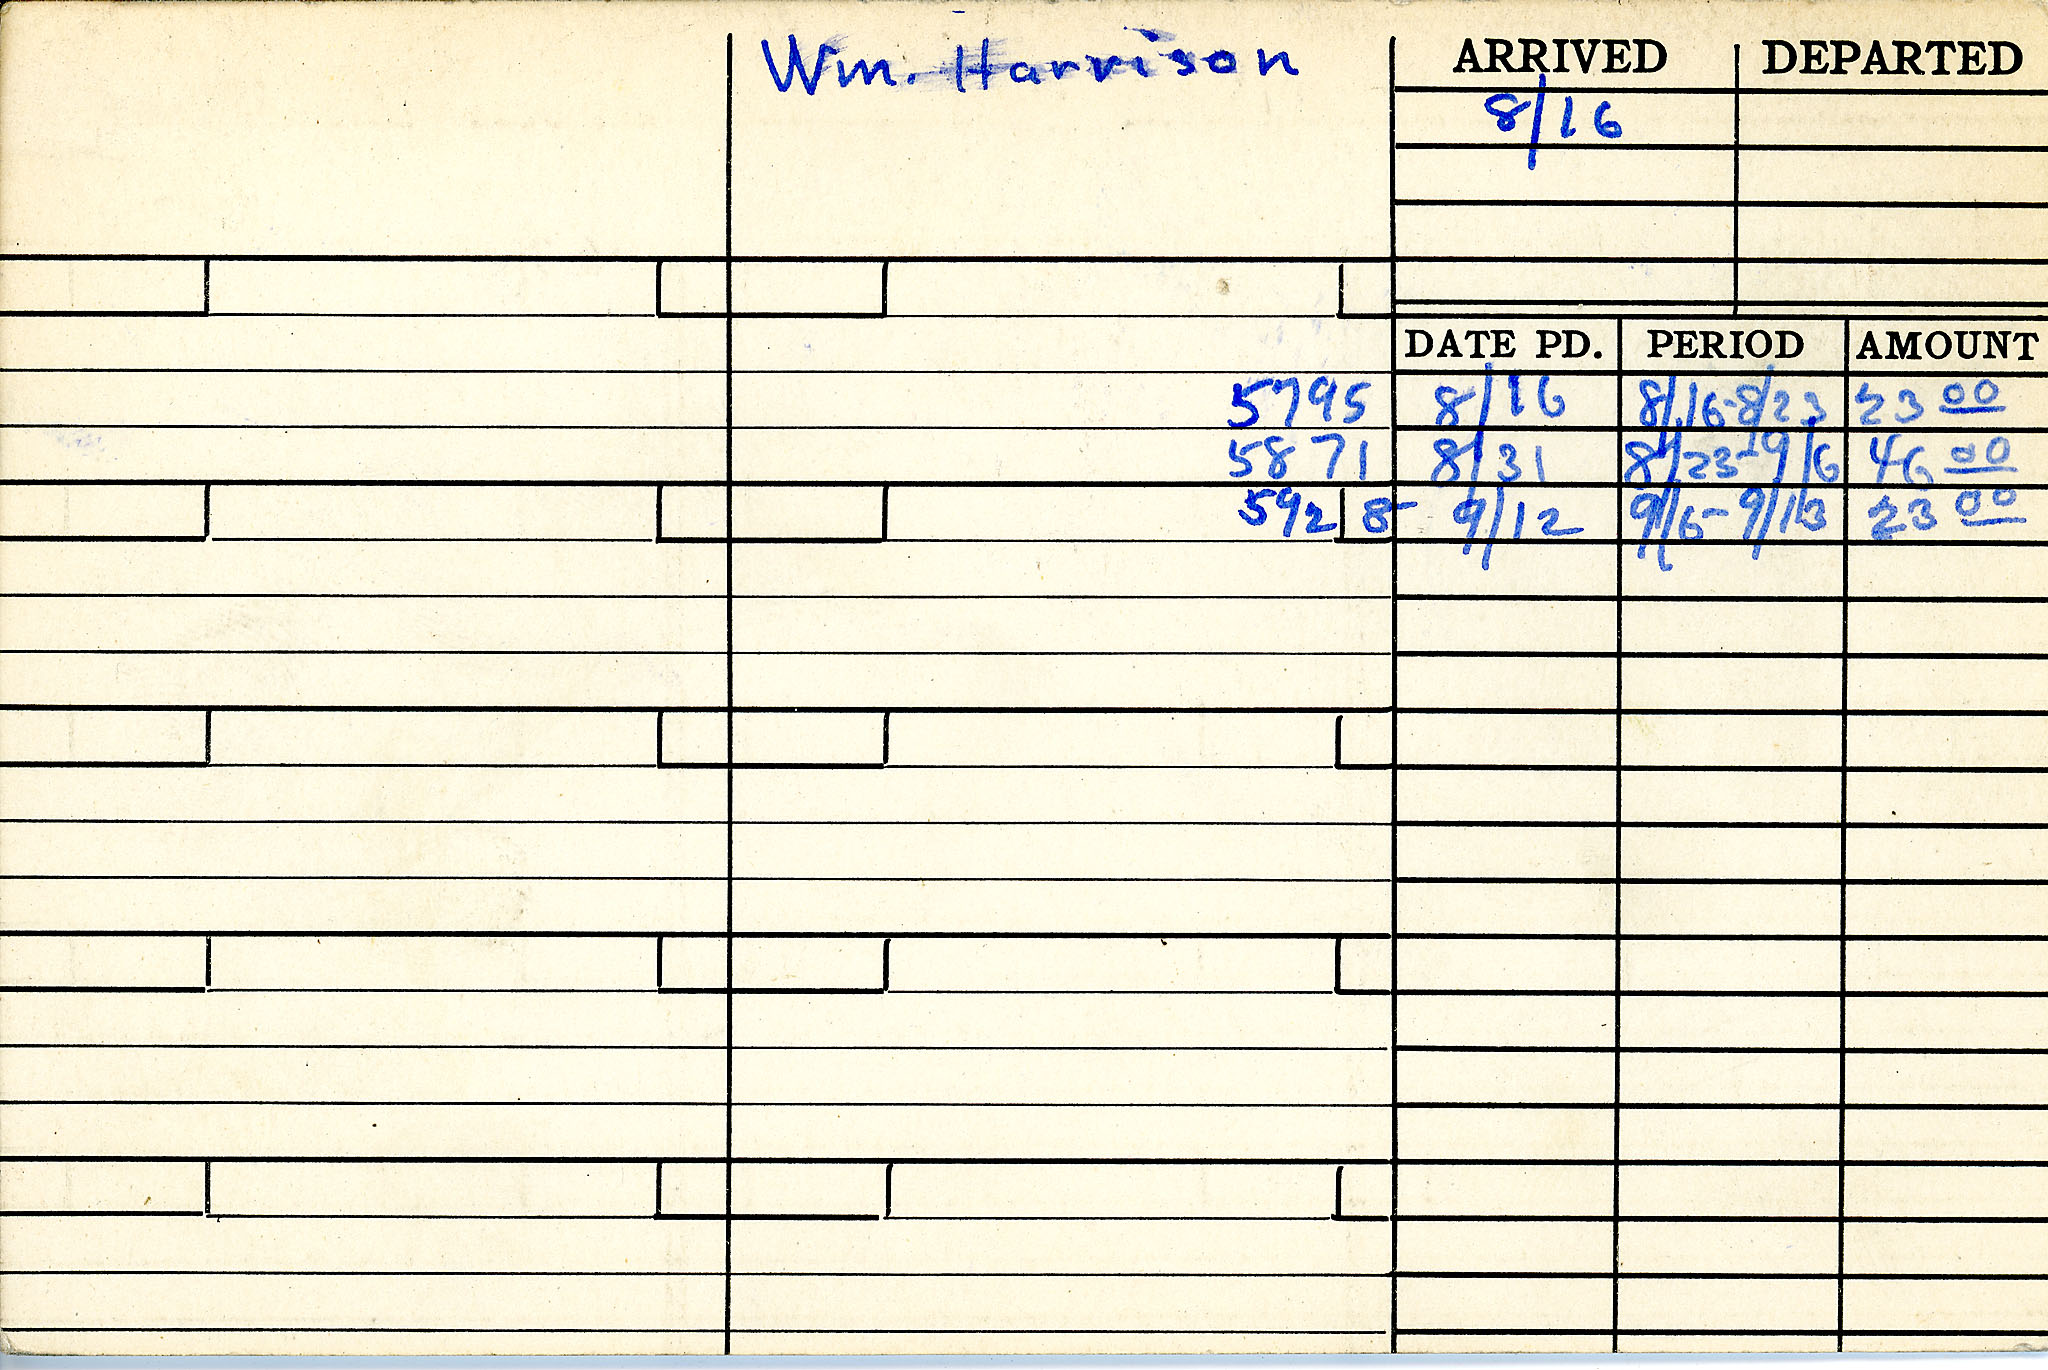 Wm. Harrison
ARRIVED DEPARTED
8/16
DATE PD. PERIOD AMOUNT
5795 8/16 8/16-8/23 23 00
5871 8/31 8/23-9/6 46 00
5928- 9/12 9/6-9/13 23 00